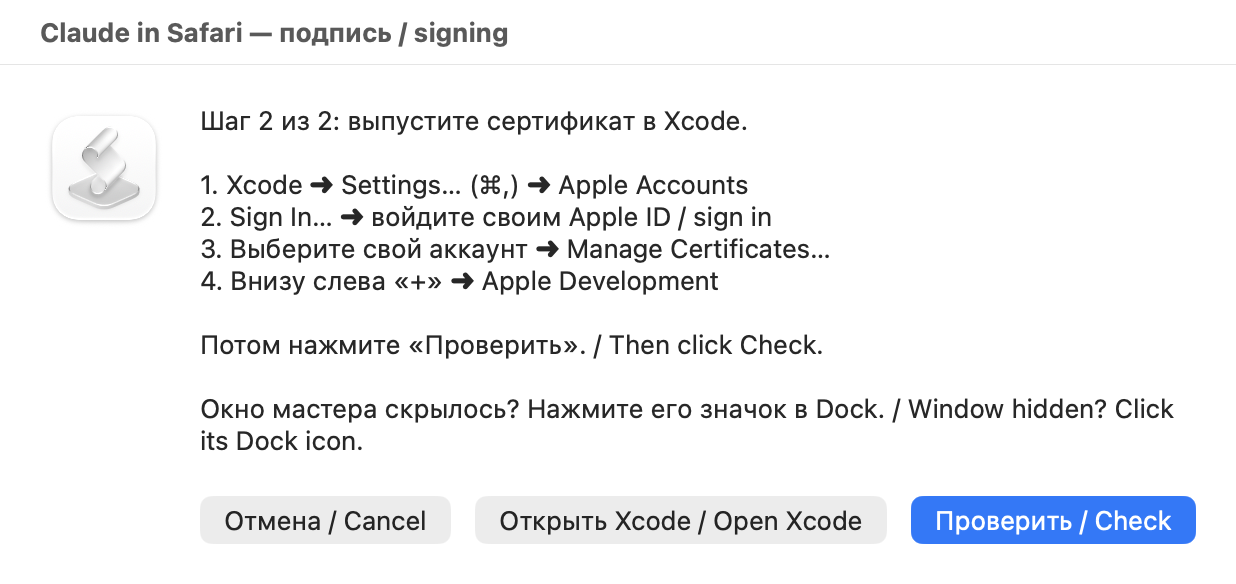 Claude in Safari — подпись / signing
Шаг 2 из 2: выпустите сертификат в Xcode.
1. Xcode ➜ Settings... (⌘,) ➜ Apple Accounts
2. Sign In... ➜ войдите своим Apple ID / sign in
3. Выберите свой аккаунт ➜ Manage Certificates...
4. Внизу слева «+» ➜ Apple Development
Потом нажмите «Проверить». / Then click Check.
Окно мастера скрылось? Нажмите его значок в Dock. / Window hidden? Click
its Dock icon.
Отмена / Cancel
Открыть Xcode / Open Xcode
Проверить / Check